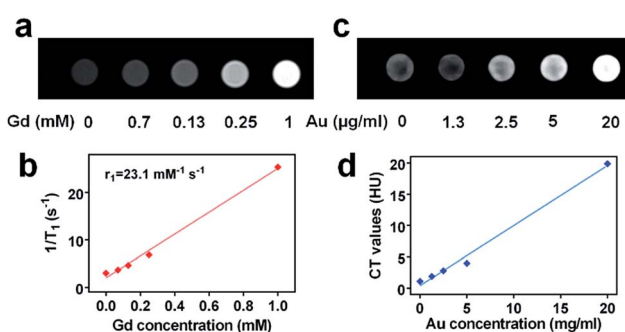 a
Gd (mM) 0 0.7 0.13 0.25 1
c
Au (μg/ml) 0 1.3 2.5 5 20
b
r₁=23.1 mM⁻¹ s⁻¹
1/T₁ (s⁻¹)
20
10
0
0.0 0.2 0.4 0.6 0.8 1.0
Gd concentration (mM)
d
CT values (HU)
20
15
10
5
0
0 5 10 15 20
Au concentration (mg/ml)